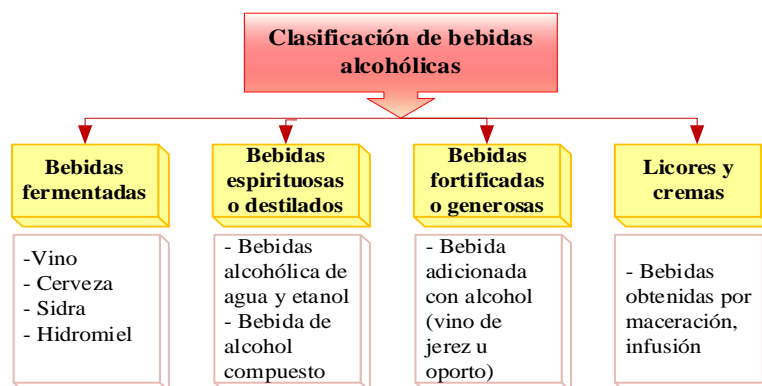 Clasificación de bebidas
alcohólicas
Bebidas
fermentadas
Bebidas
espirituosas
o destilados
Bebidas
fortificadas
o generosas
Licores y
cremas
-Vino
- Cerveza
- Sidra
- Hidromiel
- Bebidas
alcohólica de
agua y etanol
- Bebida de
alcohol
compuesto
- Bebida
adicionada
con alcohol
(vino de
jerez u
oporto)
- Bebidas
obtenidas por
maceración,
infusión